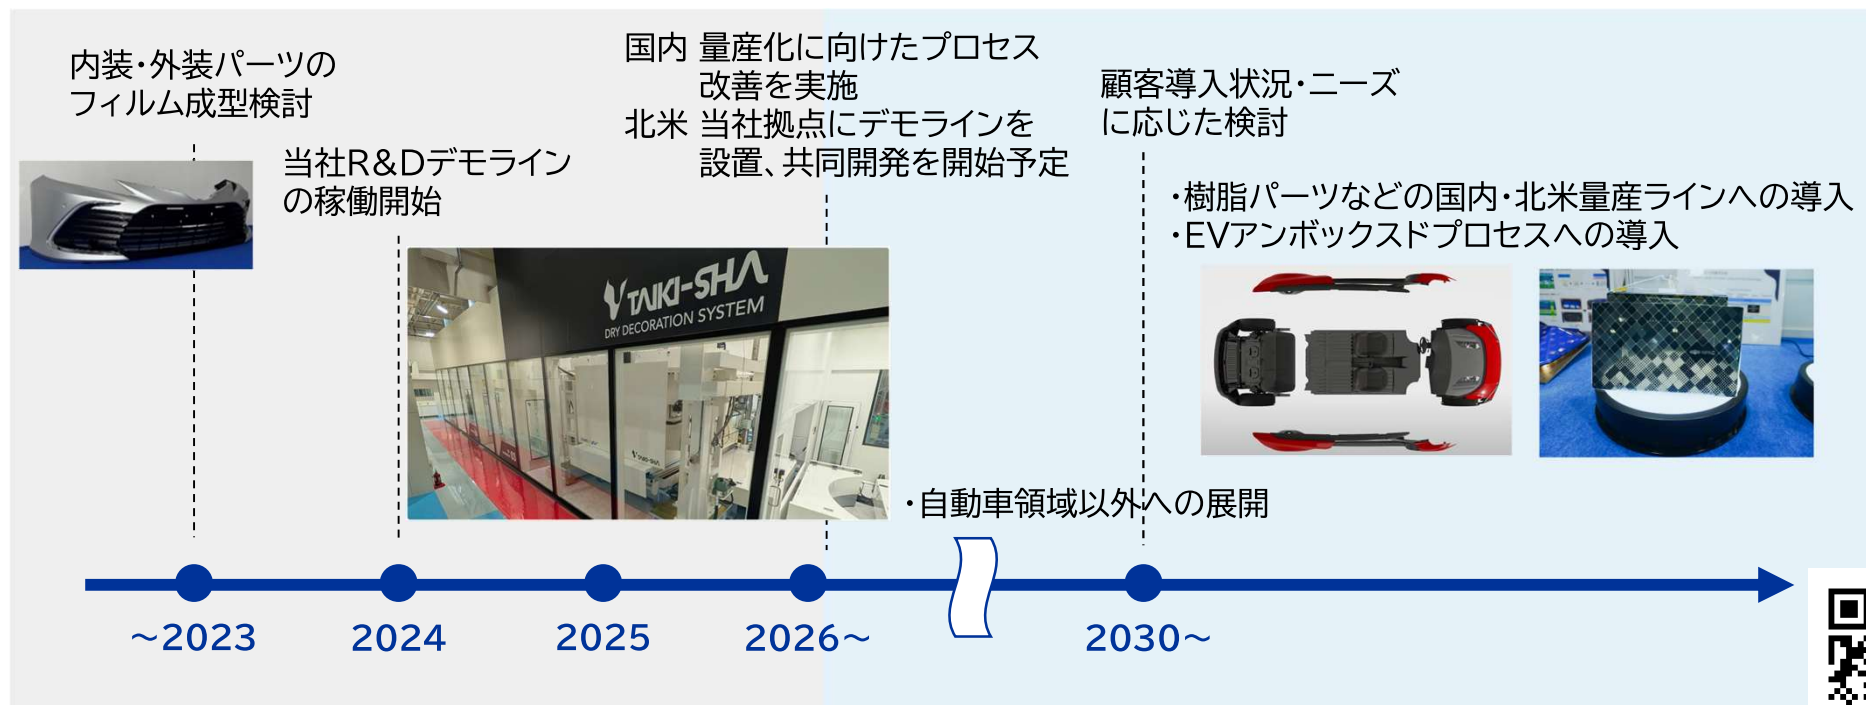 内装・外装パーツの
フィルム成型検討
当社R&Dデモライン
の稼働開始
国内 量産化に向けたプロセス
改善を実施
北米 当社拠点にデモラインを
設置、共同開発を開始予定
顧客導入状況・ニーズ
に応じた検討
・樹脂パーツなどの国内・北米量産ラインへの導入
・EVアンボックスドプロセスへの導入
TAIKI-SHA
DRY DECORATION SYSTEM
TAIKI-SHA
・自動車領域以外への展開
～2023
2024
2025
2026～
2030～